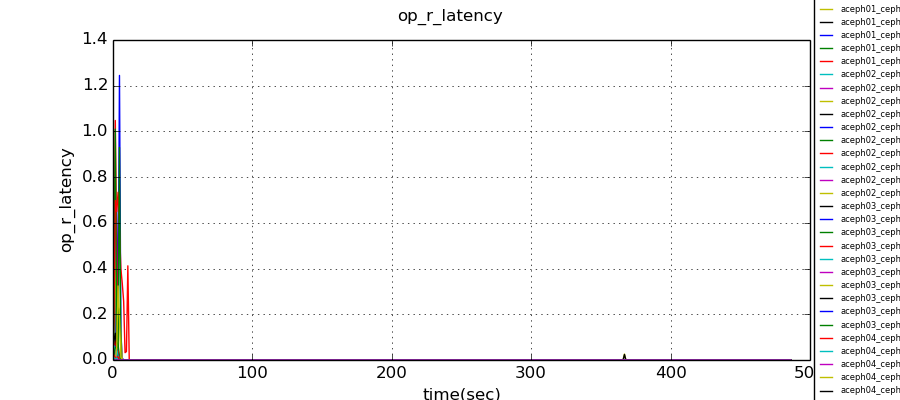 op_r_latency
1.4
1.2
1.0
0.8
0.6
0.4
0.2
0.0
op_r_latency
0
100
200
300
400
50
time(sec)
aceph01_ceph
aceph01_ceph
aceph01_ceph
aceph01_ceph
aceph01_ceph
aceph02_ceph
aceph02_ceph
aceph02_ceph
aceph02_ceph
aceph02_ceph
aceph02_ceph
aceph02_ceph
aceph02_ceph
aceph02_ceph
aceph02_ceph
aceph03_ceph
aceph03_ceph
aceph03_ceph
aceph03_ceph
aceph03_ceph
aceph03_ceph
aceph03_ceph
aceph03_ceph
aceph03_ceph
aceph03_ceph
aceph04_ceph
aceph04_ceph
aceph04_ceph
aceph04_ceph
aceph04_ceph